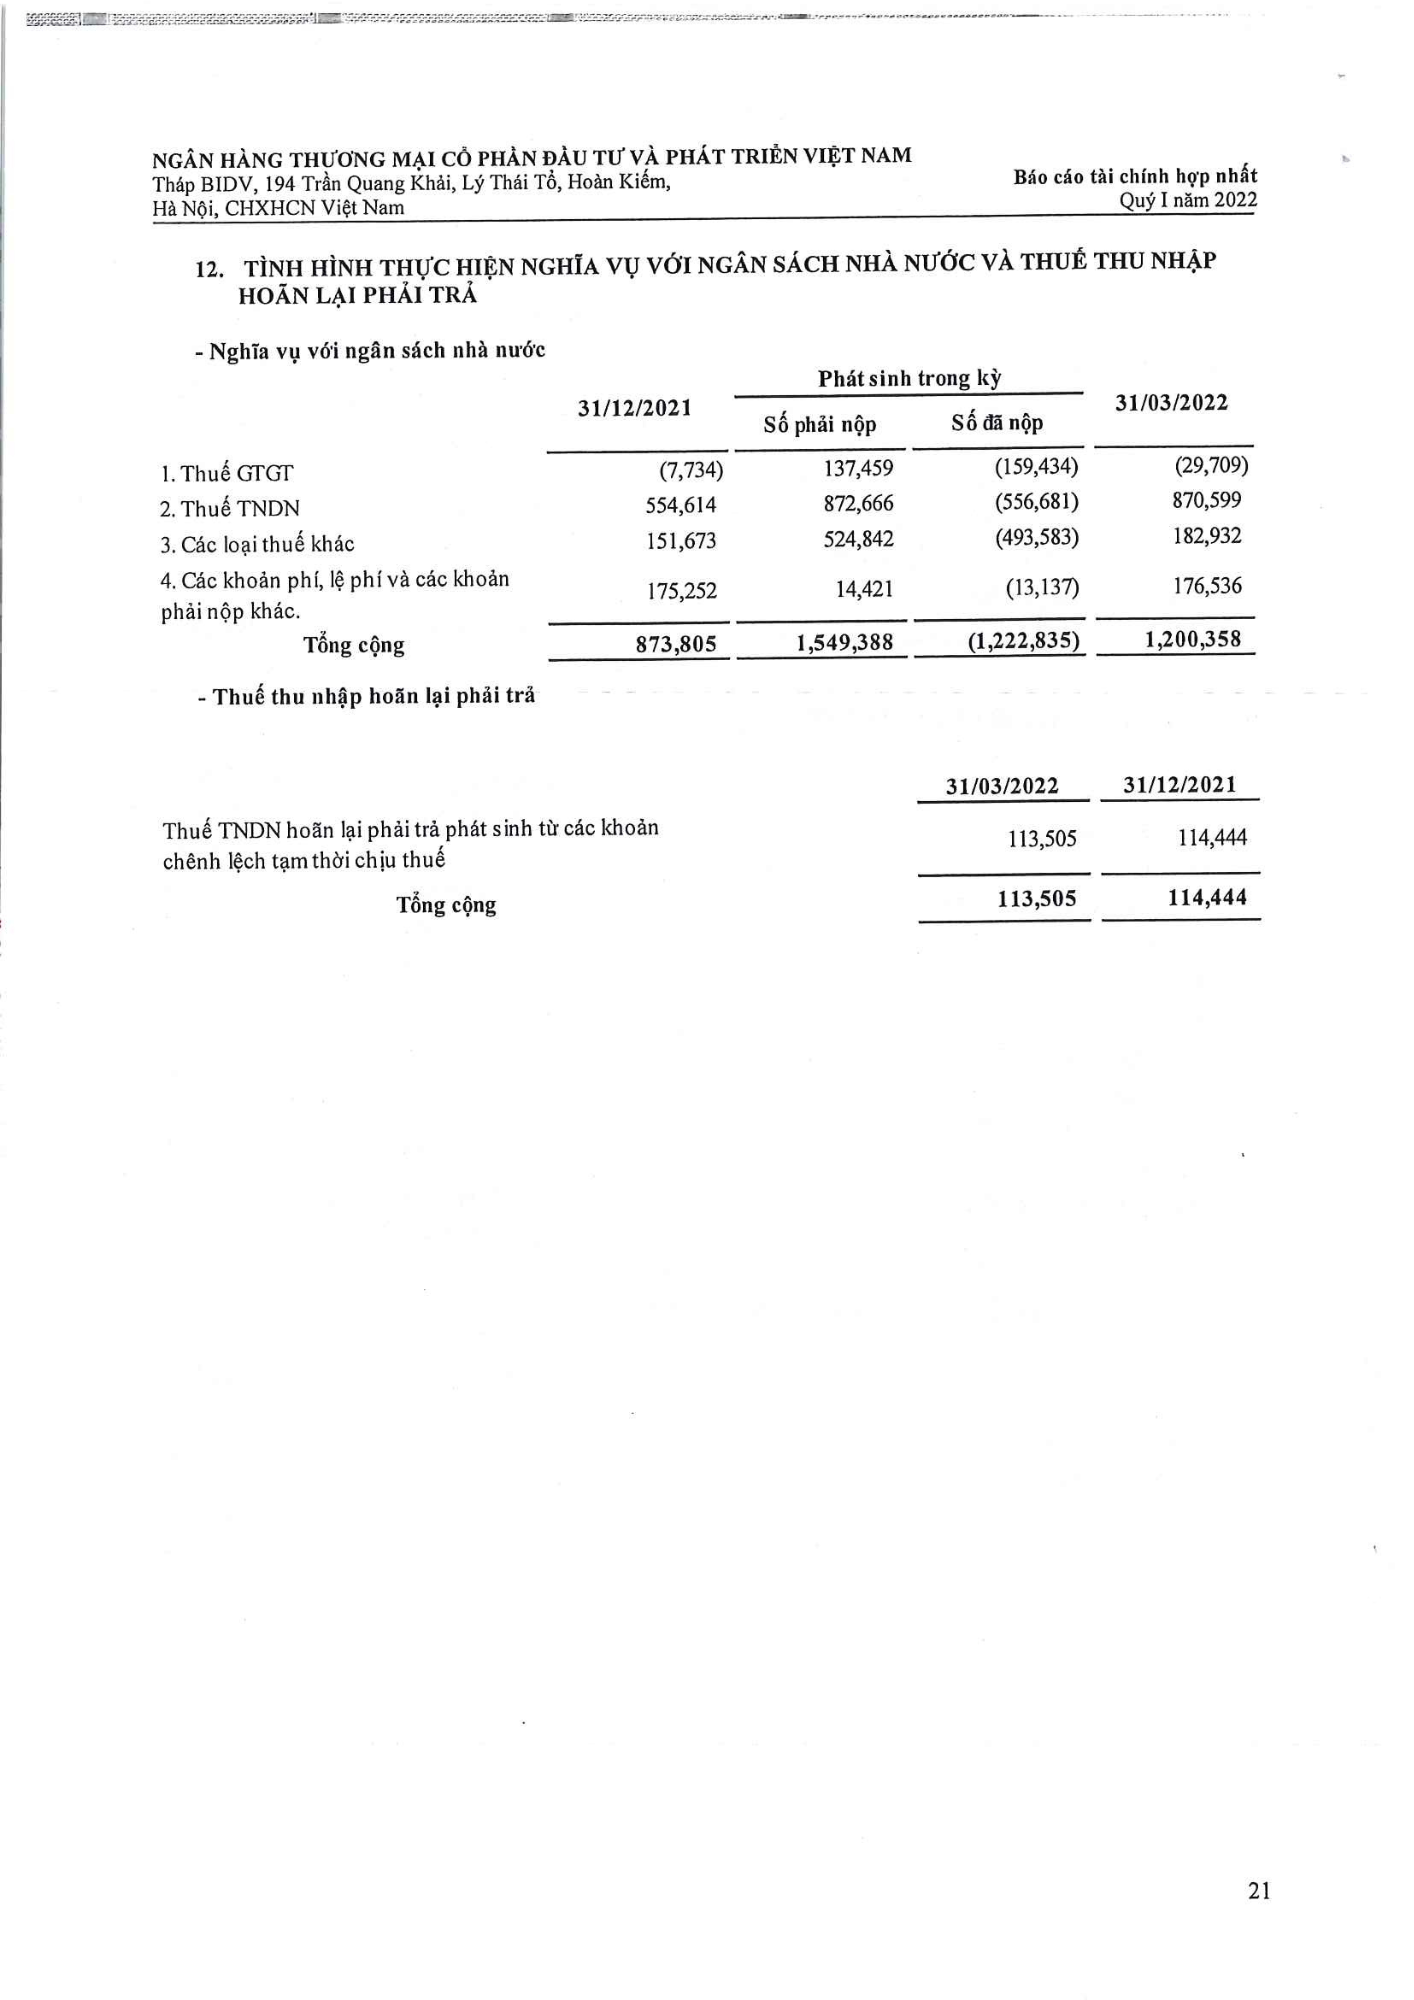 NGÂN HÀNG THƯƠNG MẠI CỔ PHẦN ĐẦU TƯ VÀ PHÁT TRIỂN VIỆT NAM
Tháp BIDV, 194 Trần Quang Khải, Lý Thái Tổ, Hoàn Kiếm,
Hà Nội, CHXHCN Việt Nam
Báo cáo tài chính hợp nhất
Quý I năm 2022
12. TÌNH HÌNH THỰC HIỆN NGHĨA VỤ VỚI NGÂN SÁCH NHÀ NƯỚC VÀ THUẾ THU NHẬP
HOÃN LẠI PHẢI TRẢ
- Nghĩa vụ với ngân sách nhà nước
Phát sinh trong kỳ
31/12/2021 Số phải nộp Số đã nộp 31/03/2022
1. Thuế GTGT (7,734) 137,459 (159,434) (29,709)
2. Thuế TNDN 554,614 872,666 (556,681) 870,599
3. Các loại thuế khác 151,673 524,842 (493,583) 182,932
4. Các khoản phí, lệ phí và các khoản
phải nộp khác. 175,252 14,421 (13,137) 176,536
Tổng cộng 873,805 1,549,388 (1,222,835) 1,200,358
- Thuế thu nhập hoãn lại phải trả
31/03/2022 31/12/2021
Thuế TNDN hoãn lại phải trả phát sinh từ các khoản
chênh lệch tạm thời chịu thuế 113,505 114,444
Tổng cộng 113,505 114,444
21